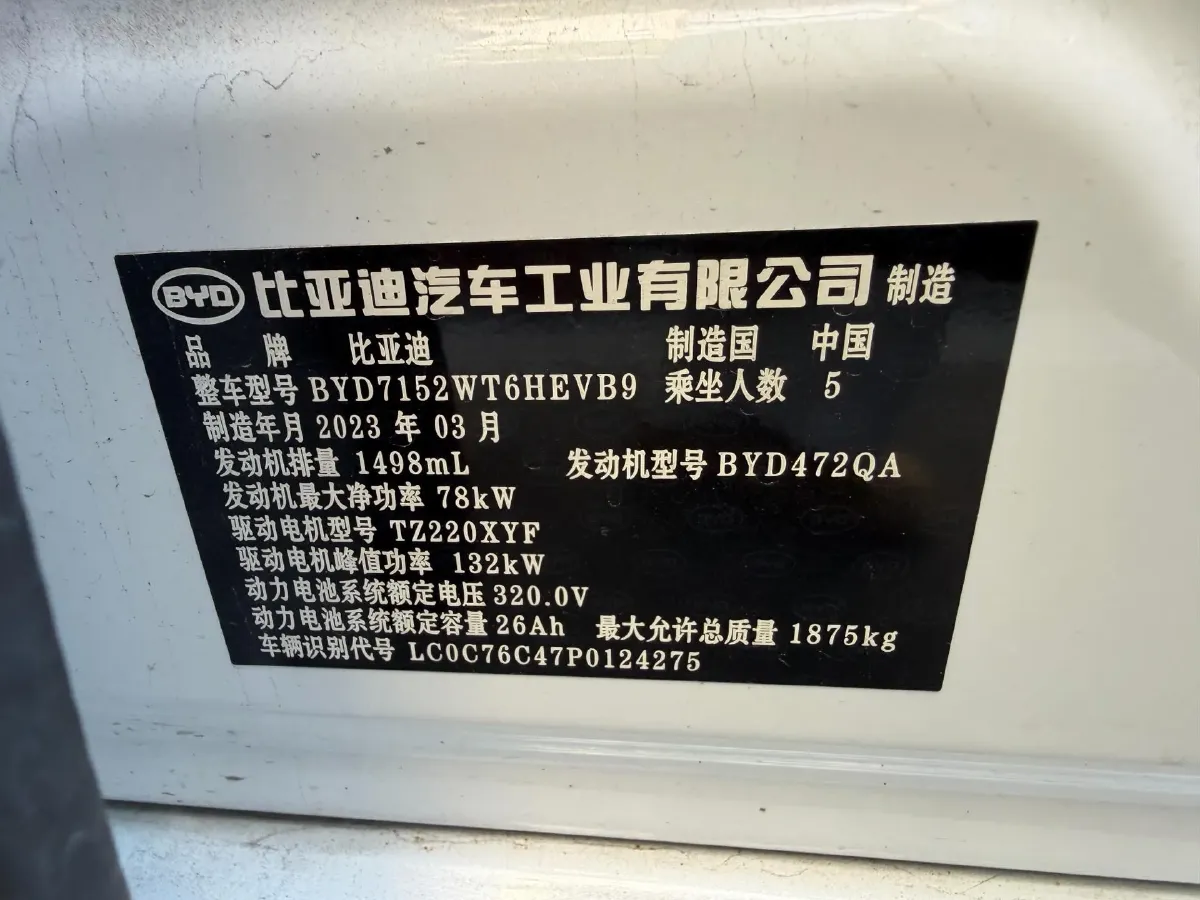 BYD 比亚迪汽车工业有限公司 制造
品 牌 比亚迪 制造国 中国
整车型号 BYD7152WT6HEVB9 乘坐人数 5
制造年月 2023 年 03 月
发动机排量 1498mL 发动机型号 BYD472QA
发动机最大净功率 78kW
驱动电机型号 TZ220XYF
驱动电机峰值功率 132kW
动力电池系统额定电压 320.0V
动力电池系统额定容量 26Ah 最大允许总质量 1875kg
车辆识别代号 LC0C76C47P0124275